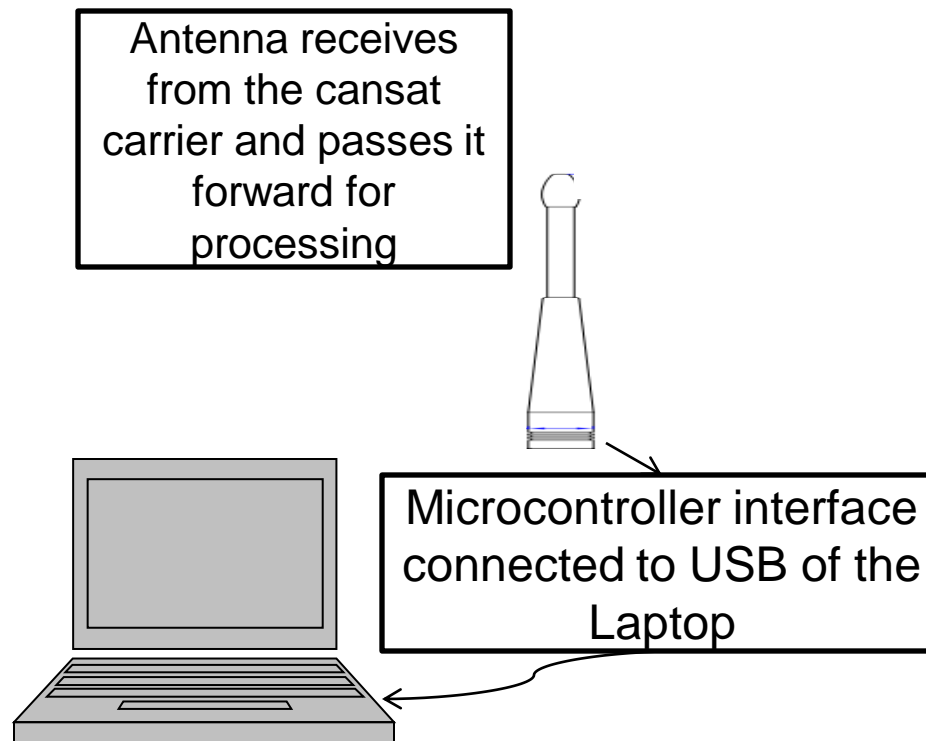 Antenna receives
from the cansat
carrier and passes it
forward for
processing
Microcontroller interface
connected to USB of the
Laptop